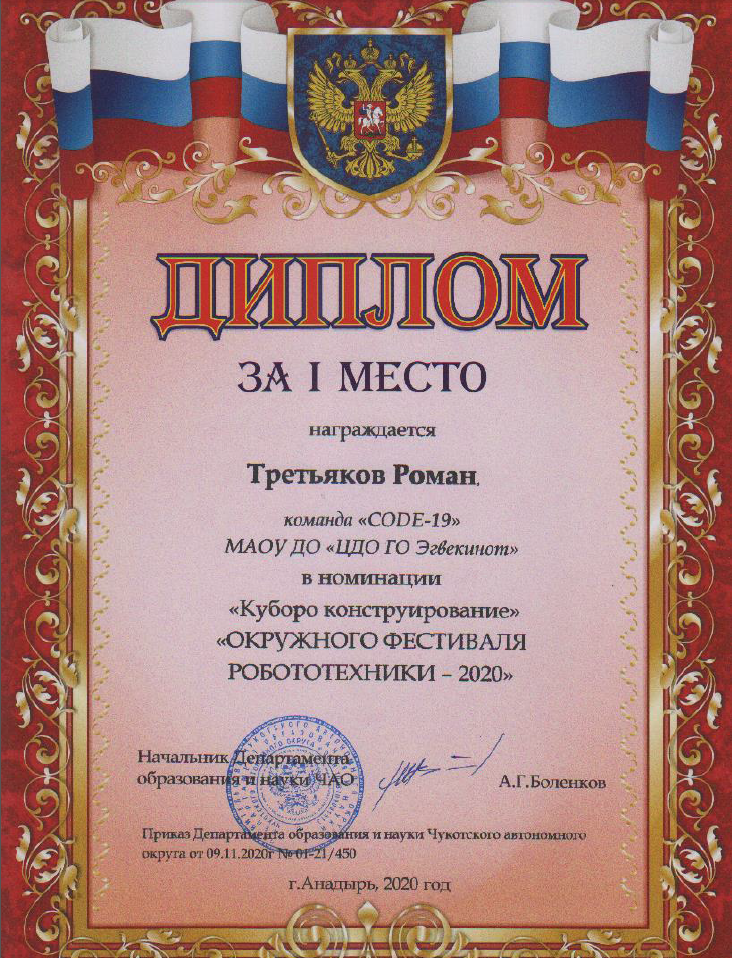 ДИПЛОМ
ЗА I МЕСТО
награждается
Третьяков Роман,
команда «CODE-19»
МАОУ ДО «ЦДО ГО Эгвекинот»
в номинации
«Куборо конструирование»
«ОКРУЖНОГО ФЕСТИВАЛЯ
РОБОТОТЕХНИКИ – 2020»
Начальник Департамента
образования и науки ЧАО
А.Г.Боленков
Приказ Департамента образования и науки Чукотского автономного
округа от 09.11.2020г № 01-21/450
г.Анадырь, 2020 год